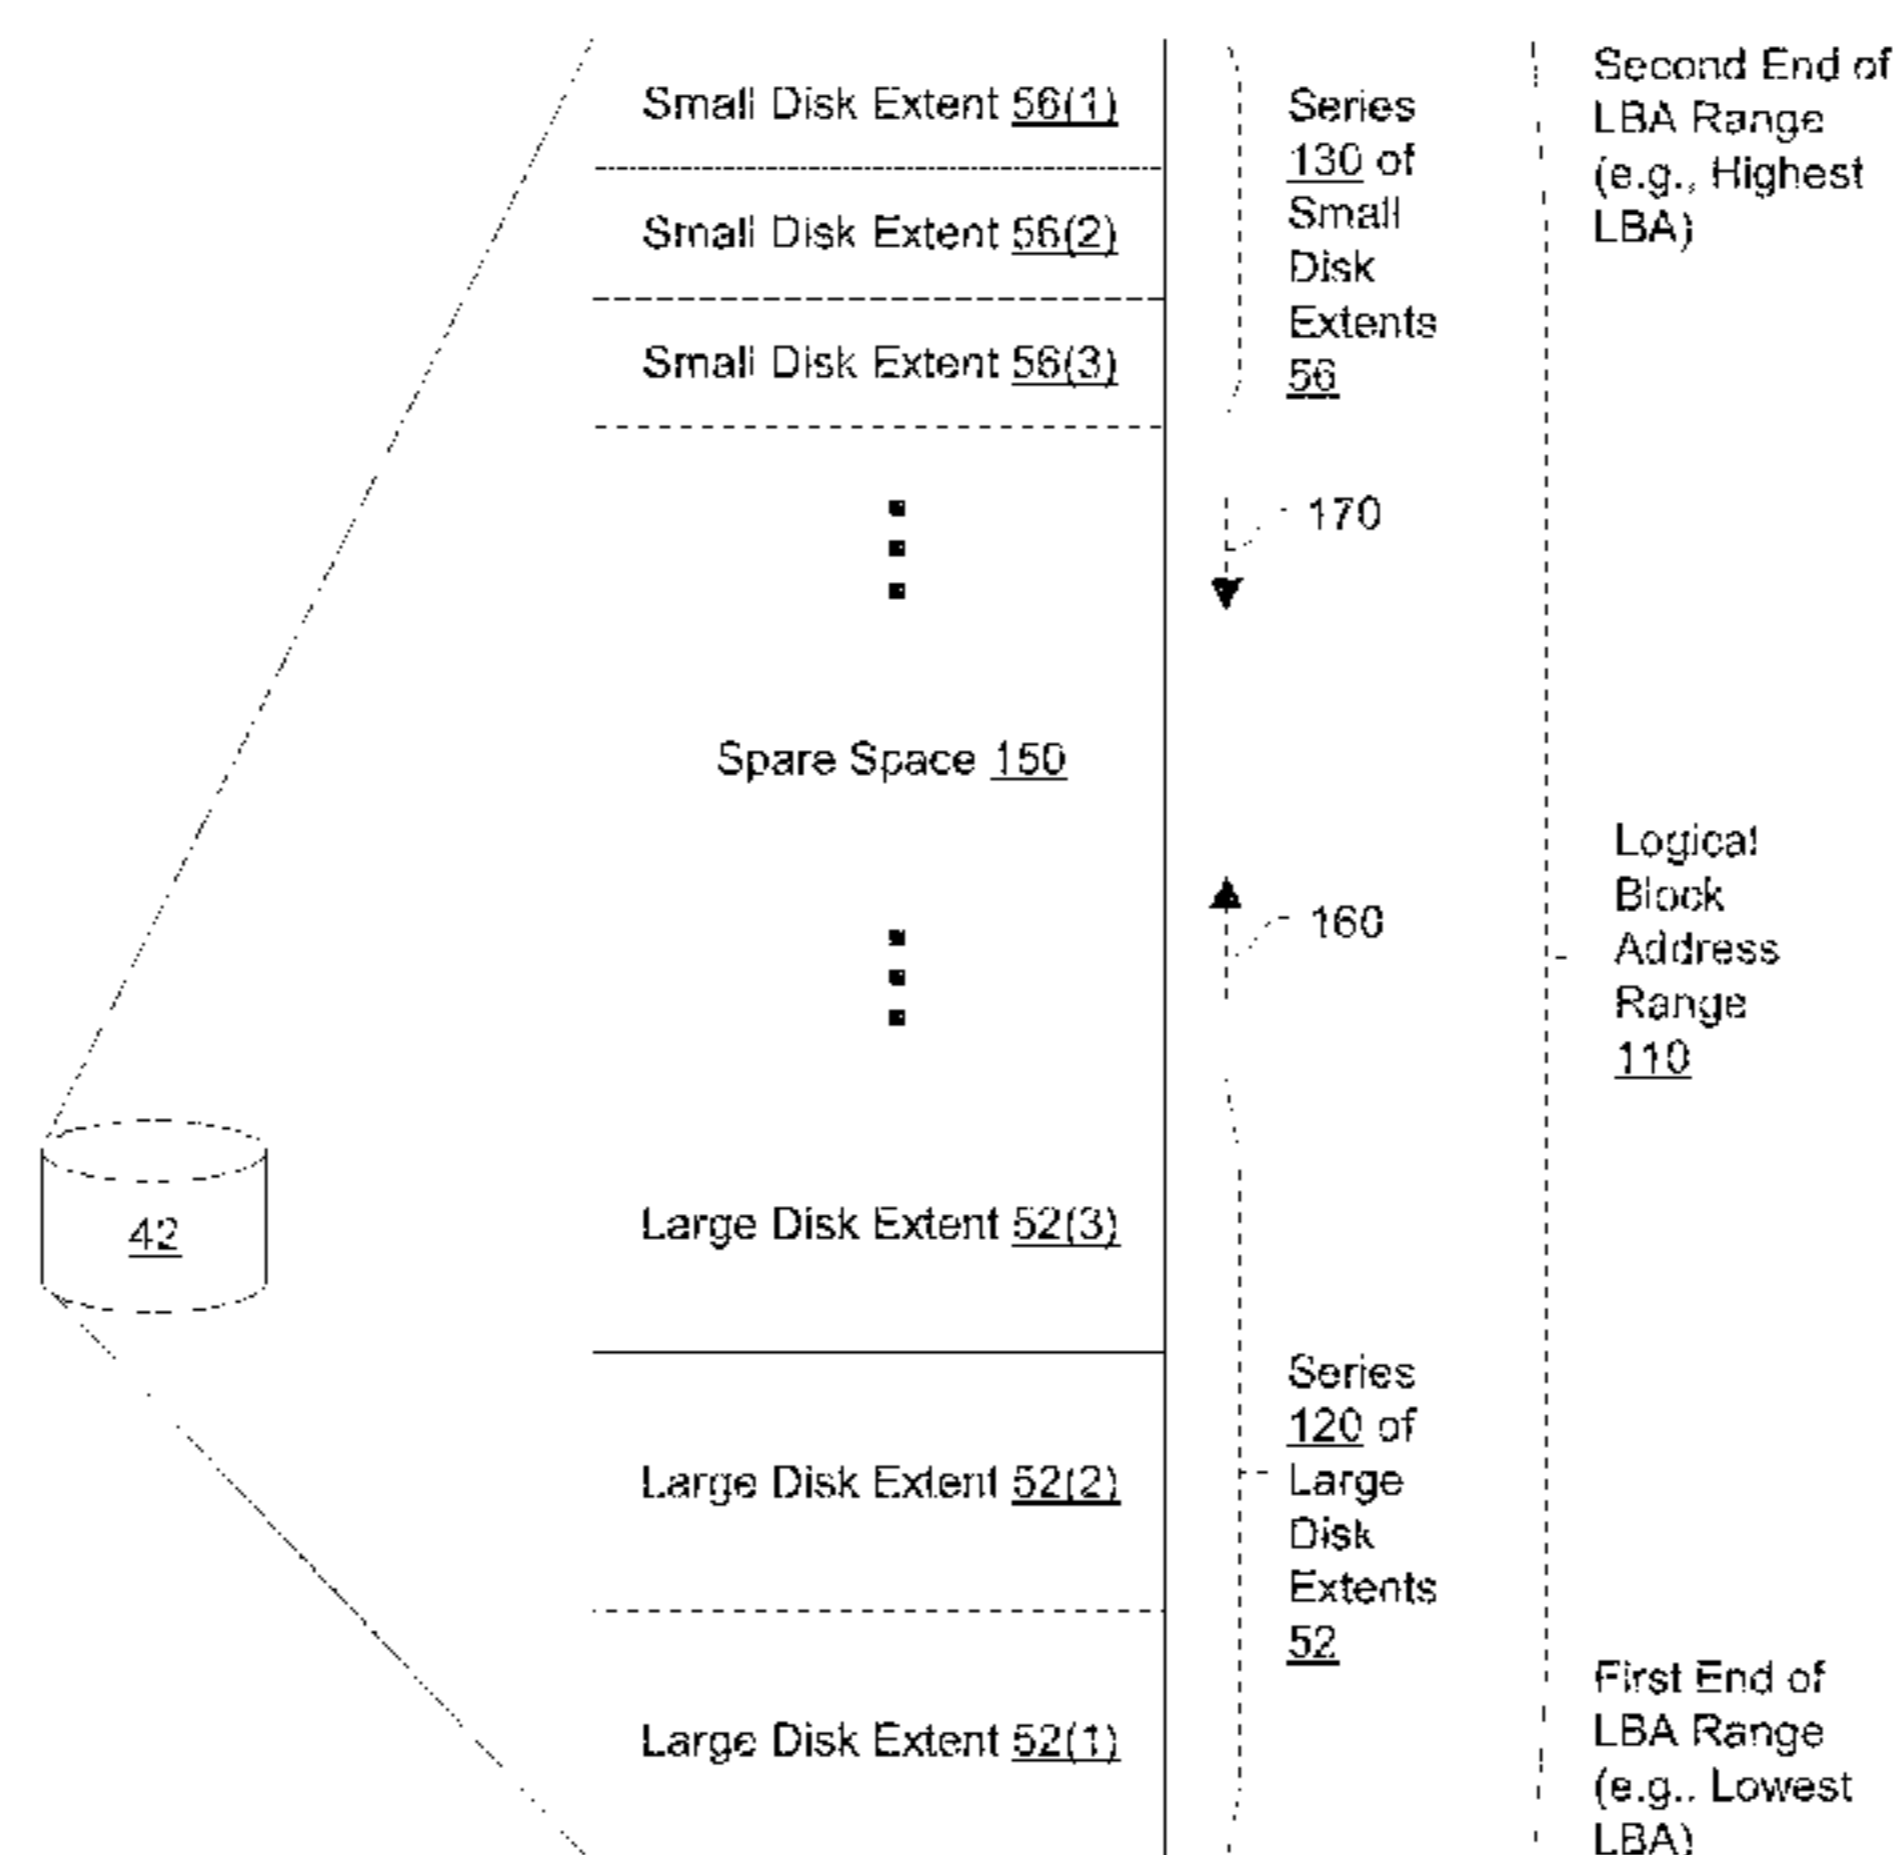 Small Disk Extent 56(1)
Small Disk Extent 56(2)
Small Disk Extent 56(3)
Series
130 of
Small
Disk
Extents
56
Second End of
LBA Range
(e.g., Highest
LBA)
170
Spare Space 150
160
Logical
Block
Address
Range
110
42
Large Disk Extent 52(3)
Large Disk Extent 52(2)
Large Disk Extent 52(1)
Series
120 of
Large
Disk
Extents
52
First End of
LBA Range
(e.g., Lowest
LBA)